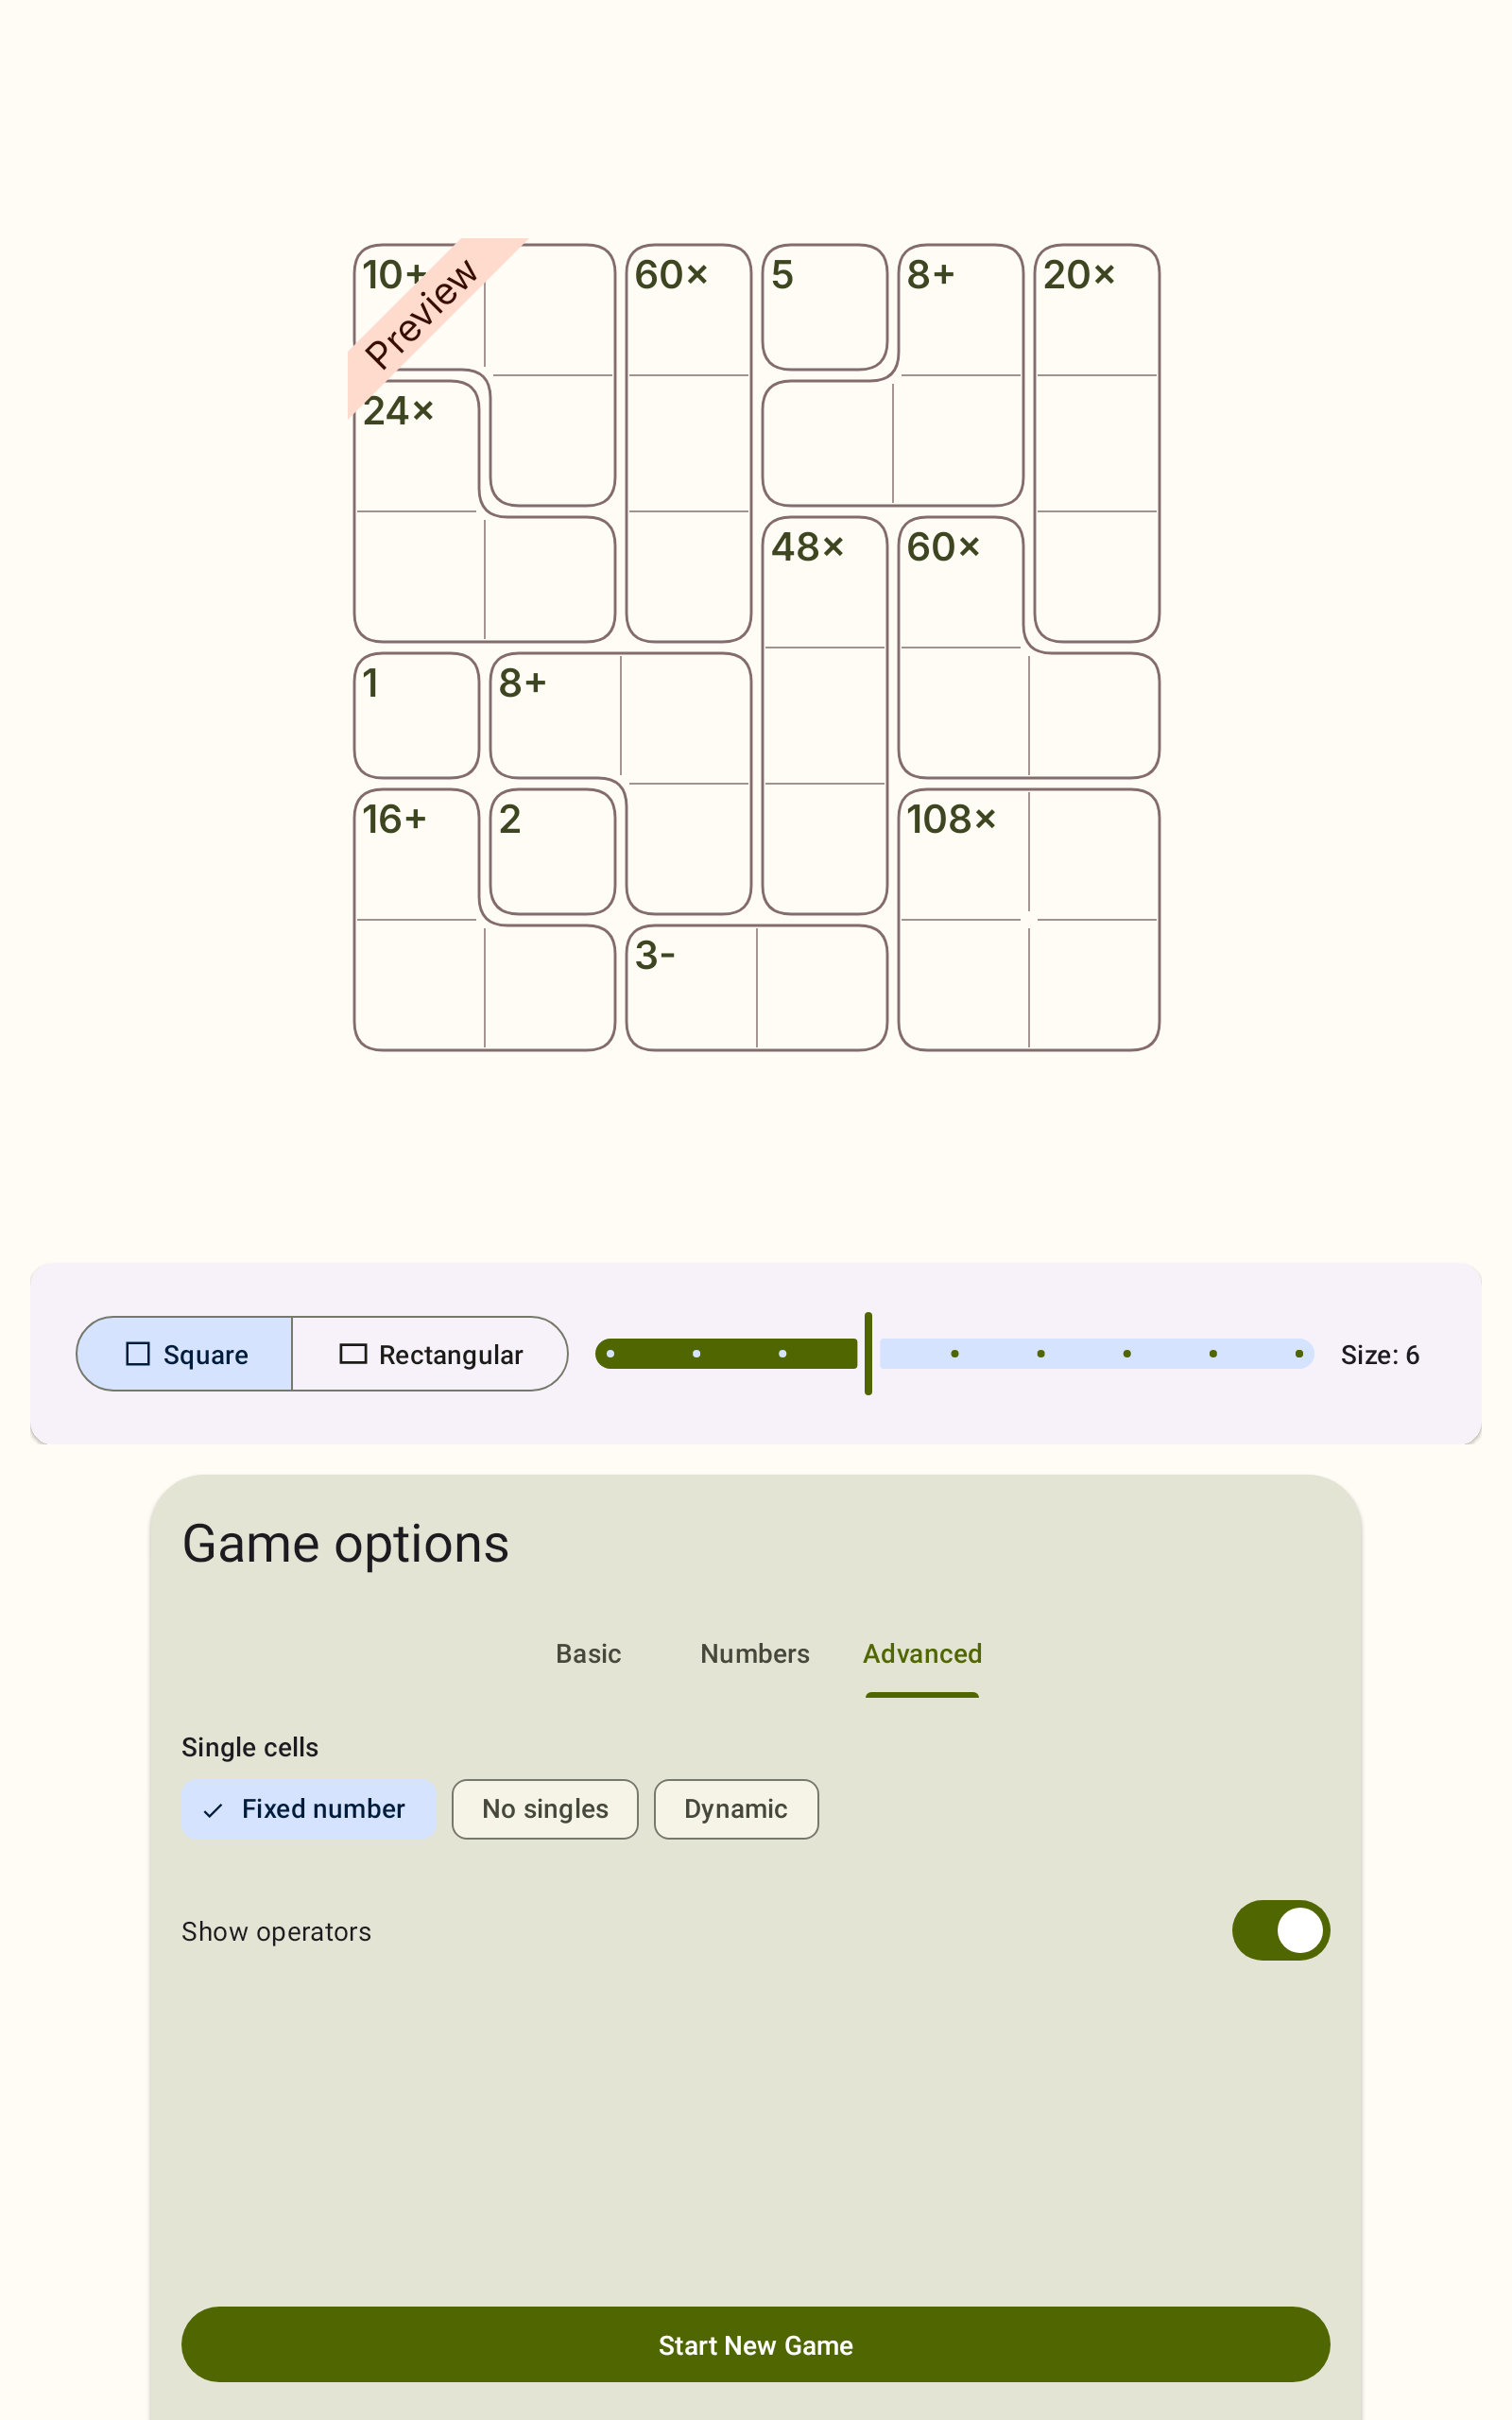 10+ 60× 5 8+ 20×
Preview
24×
48× 60×
1 8+
16+ 2 108×
3-
Square Rectangular Size: 6
Game options
Basic Numbers Advanced
Single cells
Fixed number No singles Dynamic
Show operators
Start New Game